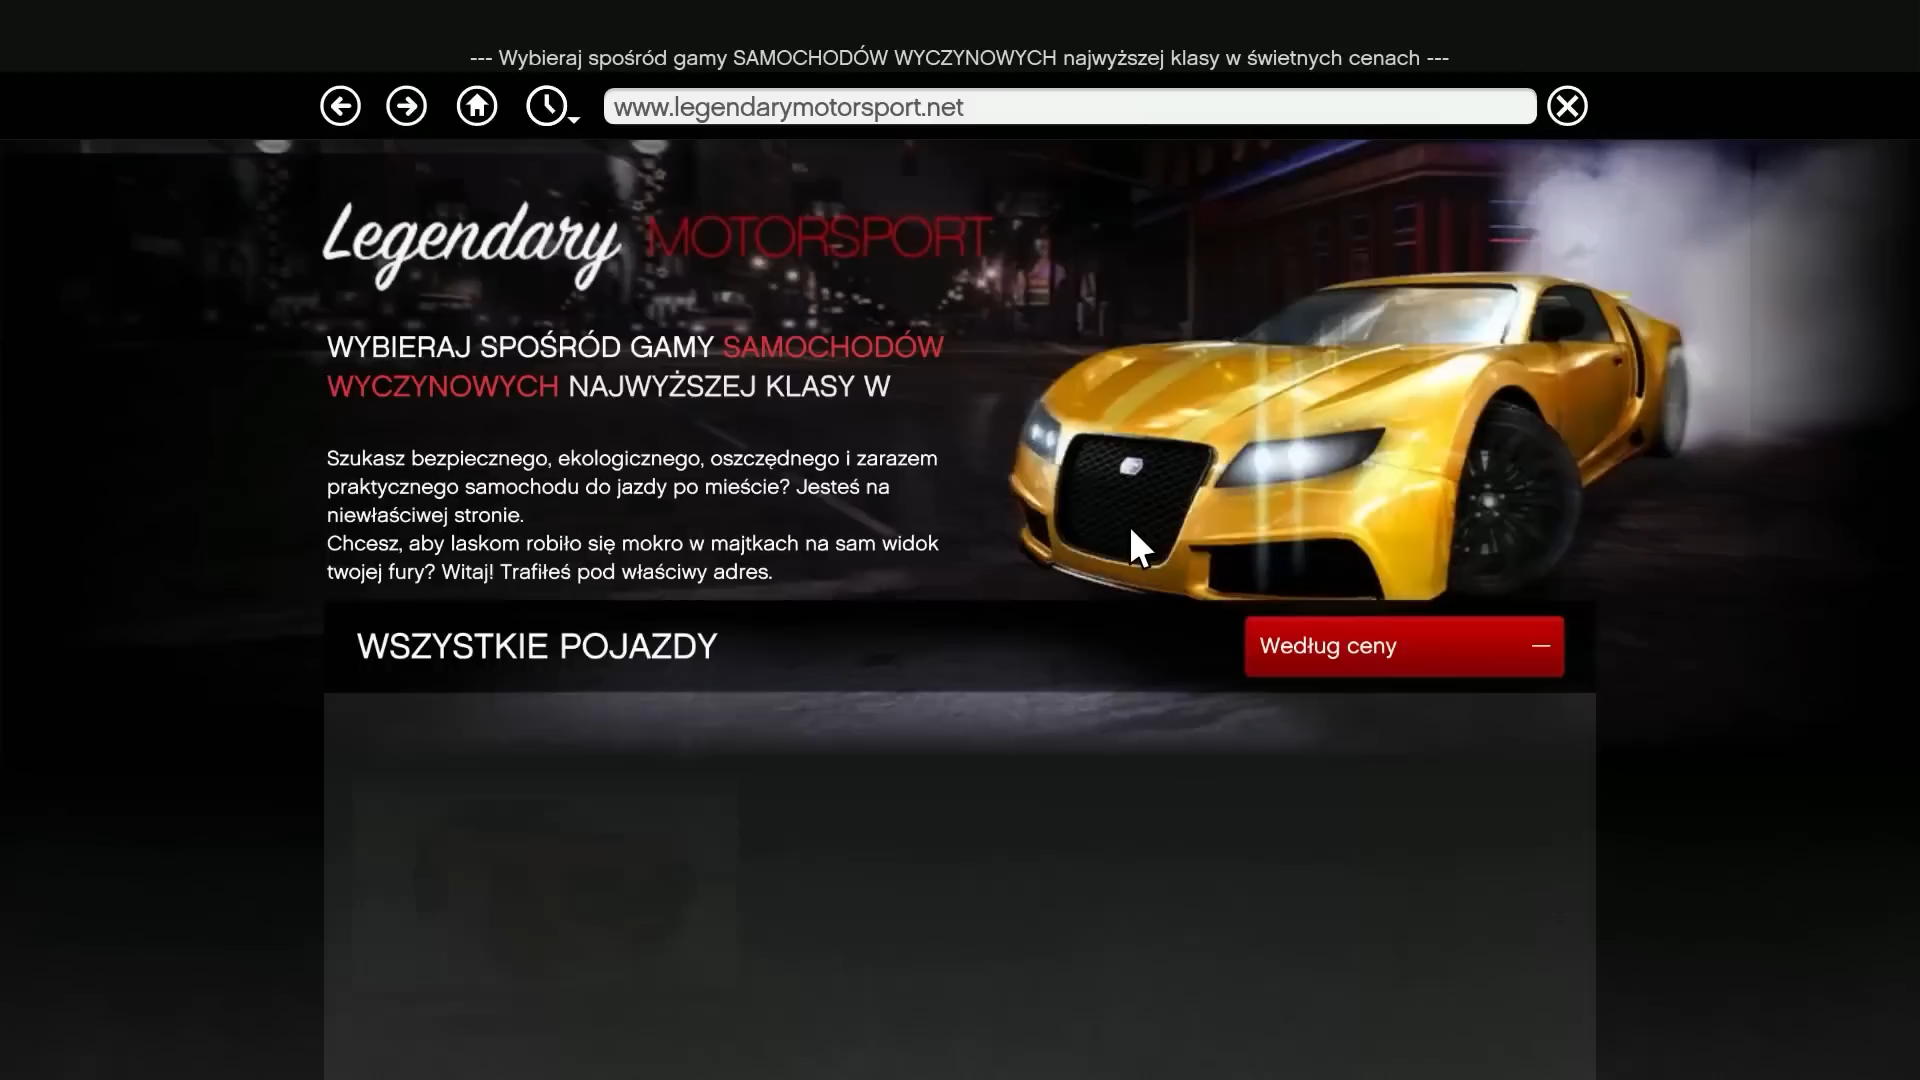 --- Wybieraj spośród gamy SAMOCHODÓW WYCZYNOWYCH najwyższej klasy w świetnych cenach ---
www.legendarymotorsport.net
Legendary MOTORSPORT
WYBIERAJ SPOŚRÓD GAMY SAMOCHODÓW
WYCZYNOWYCH NAJWYŻSZEJ KLASY W
Szukasz bezpiecznego, ekologicznego, oszczędnego i zarazem
praktycznego samochodu do jazdy po mieście? Jesteś na
niewłaściwej stronie.
Chcesz, aby laskom robiło się mokro w majtkach na sam widok
twojej fury? Witaj! Trafiłeś pod właściwy adres.
WSZYSTKIE POJAZDY
Według ceny